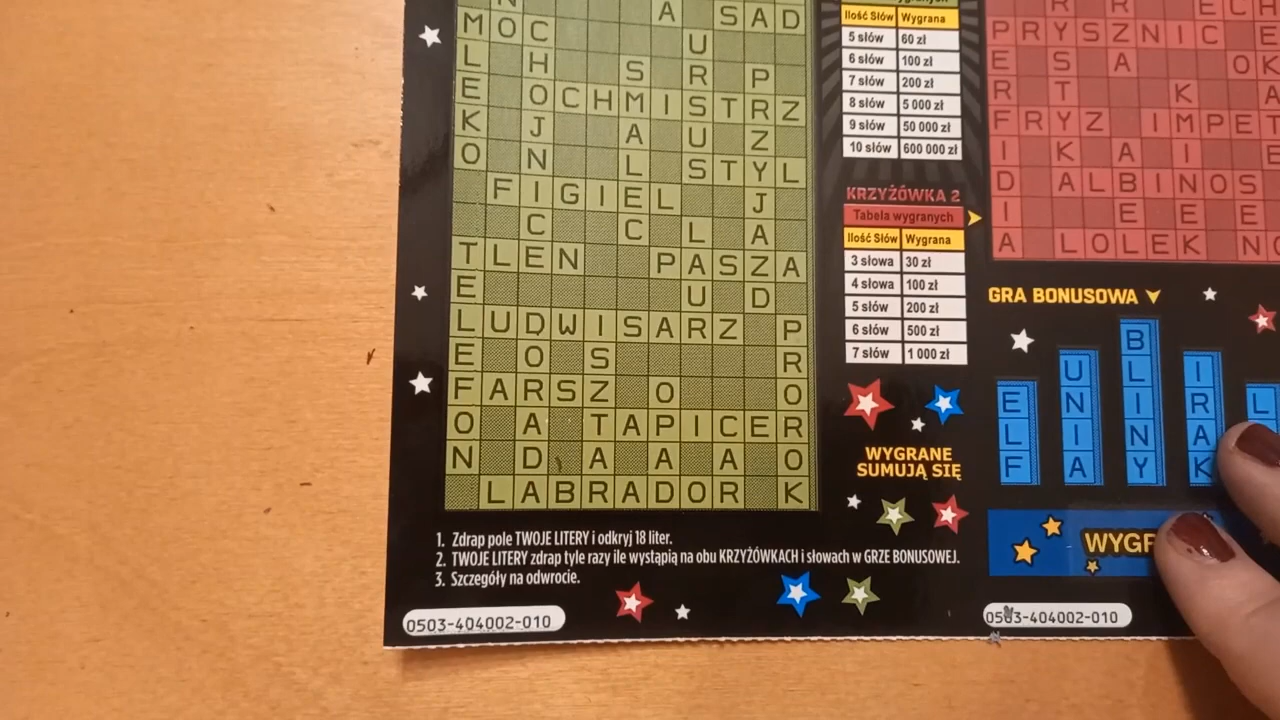 N A SAD
MOC U
L H S R P
E OCHMISTRZ
K J A U Z
O N L STYL
FIGIEL J
C C L A
TLEN PASZA
E U D
LUDWISARZ P
E O S R
FARSZ O O
O A TAPICER
N D A A A O
LABRADOR K
Ilość Słów Wygrana
5 słów 60 zł
6 słów 100 zł
7 słów 200 zł
8 słów 5 000 zł
9 słów 50 000 zł
10 słów 600 000 zł
KRZYŻÓWKA 2
Tabela wygranych
Ilość Słów Wygrana
3 słowa 30 zł
4 słowa 100 zł
5 słów 200 zł
6 słów 500 zł
7 słów 1 000 zł
WYGRANE
SUMUJĄ SIĘ
PRYSZNIC E
E S A OK
R T K A
FRYZ IMPET
I K A I E
D ALBINOS
I E E E
A LOLEK NO
GRA BONUSOWA
ELF
UNIA
BLINY
IRAK
L
1. Zdrap pole TWOJE LITERY i odkryj 18 liter.
2. TWOJE LITERY zdrap tyle razy ile wystąpią na obu KRZYŻÓWKACH i słowach w GRZE BONUSOWEJ.
3. Szczegóły na odwrocie.
0503-404002-010
0503-404002-010